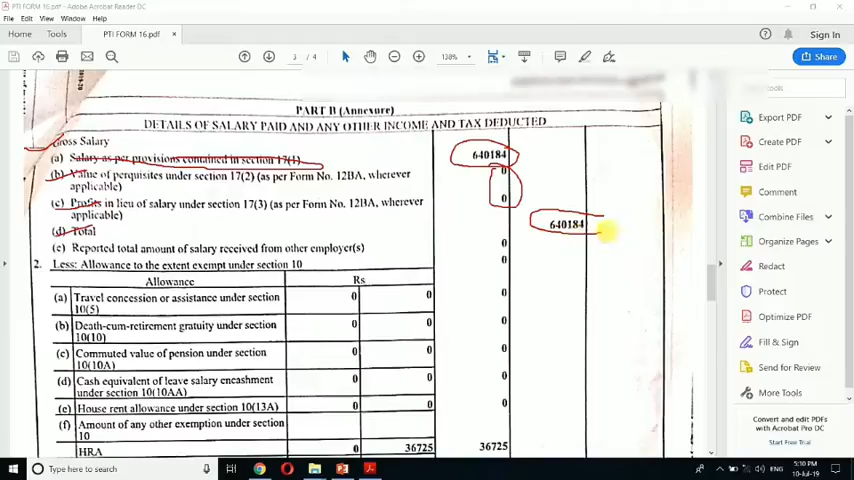 PTI FORM 16.pdf - Adobe Acrobat Reader DC
File Edit View Window Help
Home Tools PTI FORM 16.pdf × Sign In
3 / 4 138% Share
PART B (Annexure)
DETAILS OF SALARY PAID AND ANY OTHER INCOME AND TAX DEDUCTED
Gross Salary
(a) Salary as per provisions contained in section 17(1) 640184
(b) Value of perquisites under section 17(2) (as per Form No. 12BA, wherever 0
applicable)
(c) Profits in lieu of salary under section 17(3) (as per Form No. 12BA, wherever 0
applicable)
(d) Total 640184
(e) Reported total amount of salary received from other employer(s) 0
2. Less: Allowance to the extent exempt under section 10 0
Allowance Rs
(a) Travel concession or assistance under section 0 0 0
10(5)
(b) Death-cum-retirement gratuity under section 0 0 0
10(10)
(c) Commuted value of pension under section 0 0 0
10(10A)
(d) Cash equivalent of leave salary encashment 0 0 0
under section 10(10AA)
(e) House rent allowance under section 10(13A) 0 0 0
(f) Amount of any other exemption under section
10
HRA 0 36725 36725
tools
Export PDF
Create PDF
Edit PDF
Comment
Combine Files
Organize Pages
Redact
Protect
Optimize PDF
Fill & Sign
Send for Review
More Tools
Convert and edit PDFs
with Acrobat Pro DC
Start Free Trial
Type here to search
5:10 PM
10-Jul-19